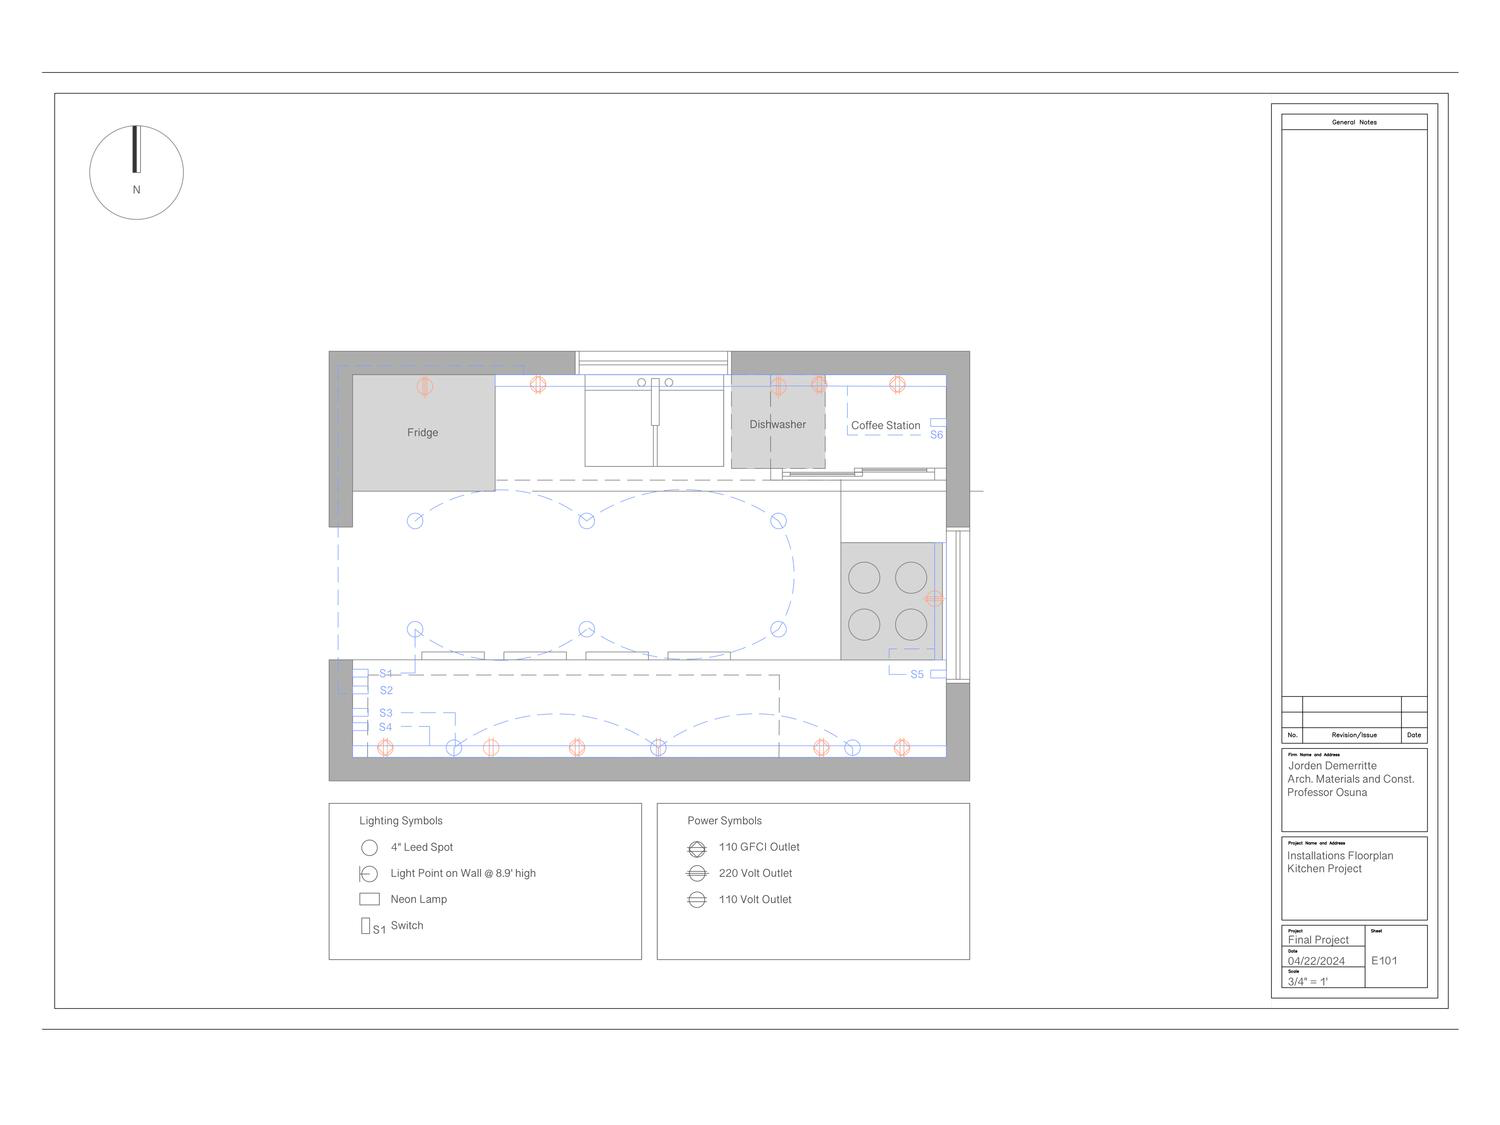 N
General Notes
Fridge
Dishwasher
Coffee Station
S6
S1
S2
S3
S4
S5
Lighting Symbols
4" Leed Spot
Light Point on Wall @ 8.9' high
Neon Lamp
S1 Switch
Power Symbols
110 GFCI Outlet
220 Volt Outlet
110 Volt Outlet
No. Revision/Issue Date
Firm Name and Address
Jorden Demerritte
Arch. Materials and Const.
Professor Osuna
Project Name and Address
Installations Floorplan
Kitchen Project
Project
Final Project
Date
04/22/2024
Scale
3/4" = 1'
Sheet
E101